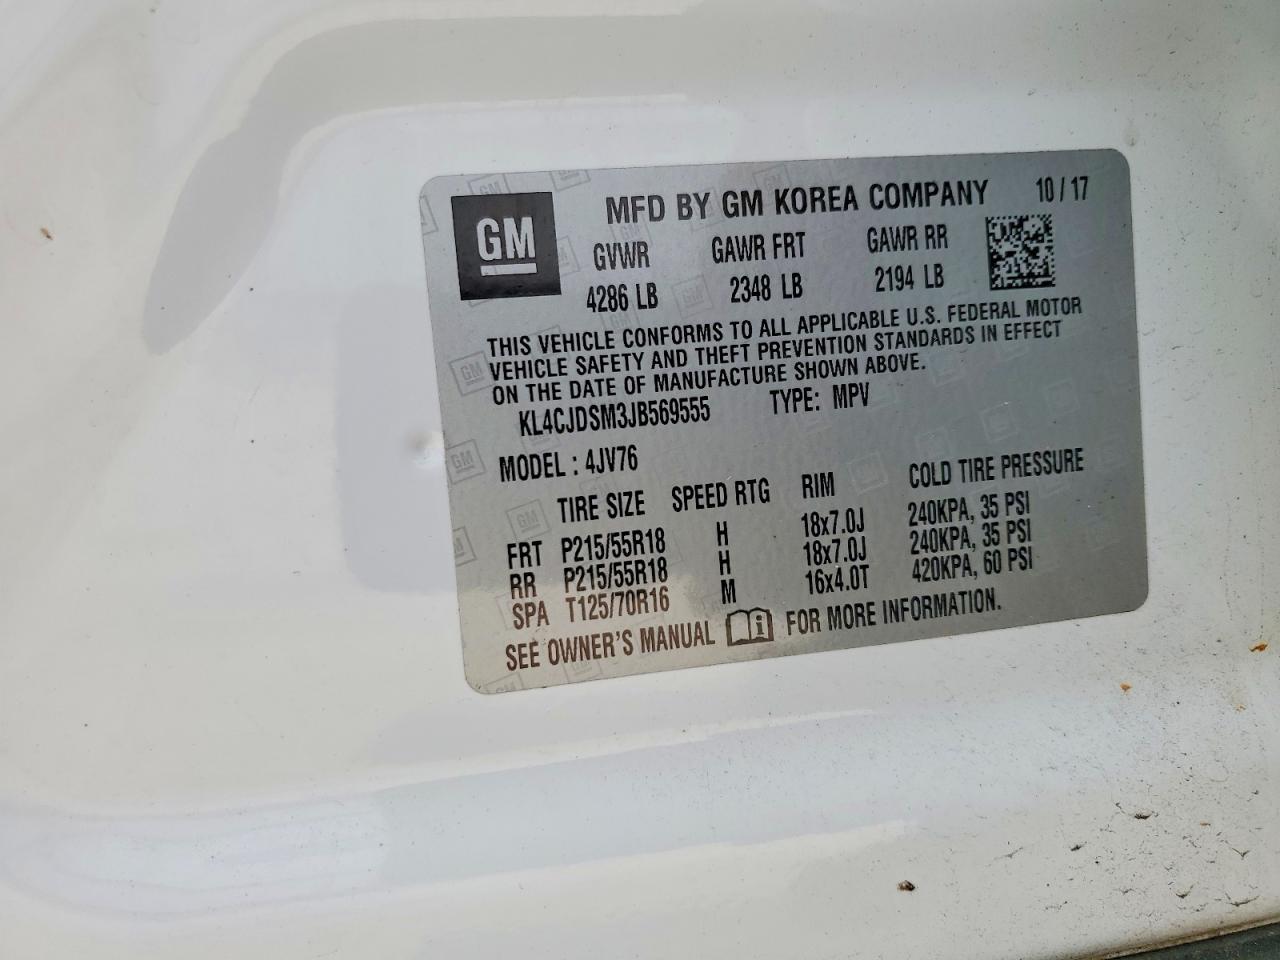 GM
MFD BY GM KOREA COMPANY 10/17
GVWR GAWR FRT GAWR RR
4286 LB 2348 LB 2194 LB
THIS VEHICLE CONFORMS TO ALL APPLICABLE U.S. FEDERAL MOTOR
VEHICLE SAFETY AND THEFT PREVENTION STANDARDS IN EFFECT
ON THE DATE OF MANUFACTURE SHOWN ABOVE.
KL4CJDSM3JB569555 TYPE: MPV
MODEL : 4JV76
TIRE SIZE SPEED RTG RIM COLD TIRE PRESSURE
FRT P215/55R18 H 18x7.0J 240KPA, 35 PSI
RR P215/55R18 H 18x7.0J 240KPA, 35 PSI
SPA T125/70R16 M 16x4.0T 420KPA, 60 PSI
SEE OWNER'S MANUAL i FOR MORE INFORMATION.